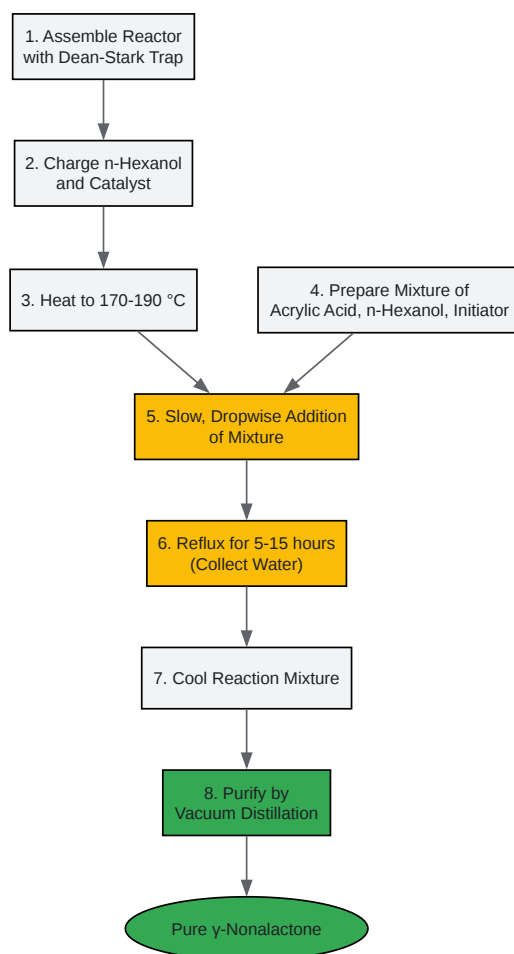 1. Assemble Reactor
with Dean-Stark Trap
2. Charge n-Hexanol
and Catalyst
3. Heat to 170-190 °C
4. Prepare Mixture of
Acrylic Acid, n-Hexanol, Initiator
5. Slow, Dropwise Addition
of Mixture
6. Reflux for 5-15 hours
(Collect Water)
7. Cool Reaction Mixture
8. Purify by
Vacuum Distillation
Pure γ-Nonalactone